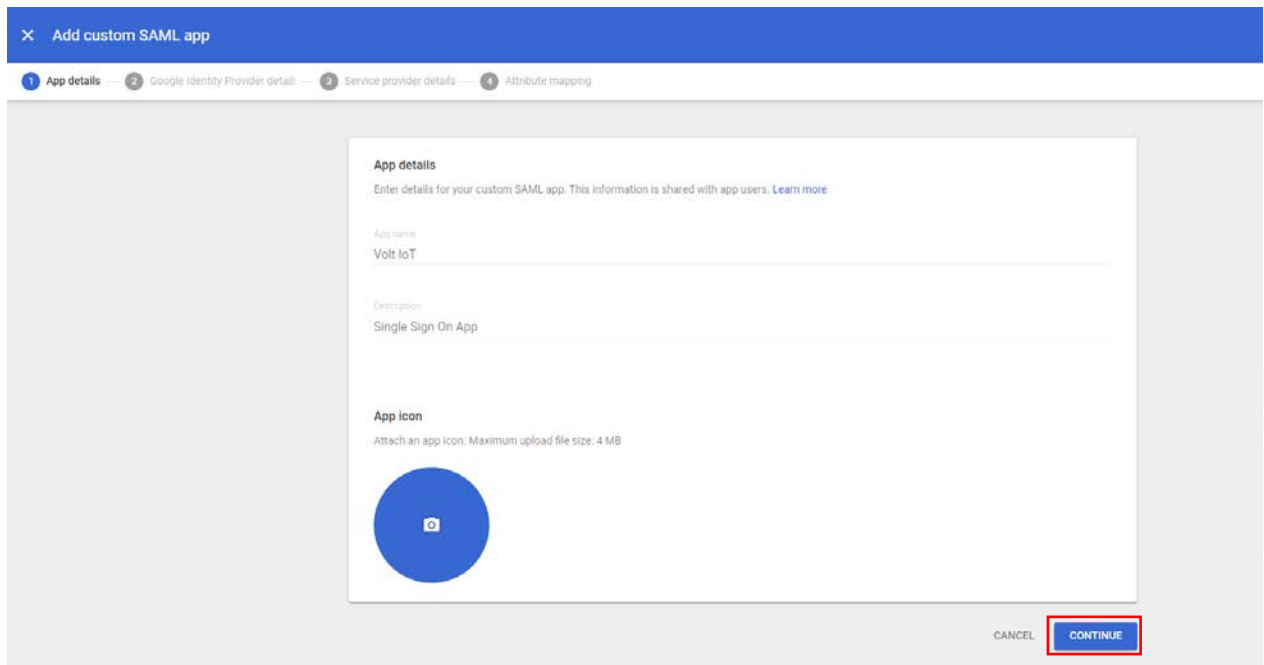 Add custom SAML app
1 App details 2 Google Identity Provider detail: 3 Service provider details 4 Attribute mapping
App details
Enter details for your custom SAML app. This information is shared with app users. Learn more
App name
Volt IoT
Description
Single Sign On App
App icon
Attach an app icon. Maximum upload file size: 4 MB
CANCEL CONTINUE